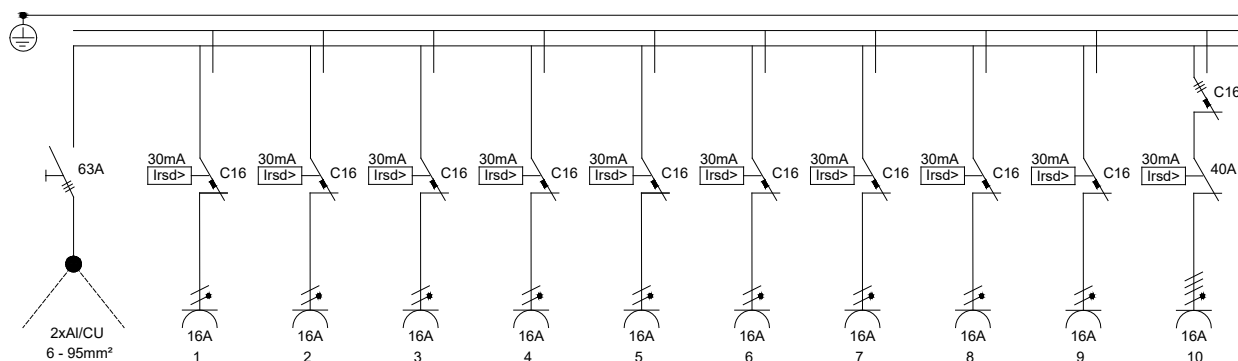 C16
63A
30mA 30mA 30mA 30mA 30mA 30mA 30mA 30mA 30mA 30mA
Irsd> C16 Irsd> C16 Irsd> C16 Irsd> C16 Irsd> C16 Irsd> C16 Irsd> C16 Irsd> C16 Irsd> C16 Irsd> 40A
2xAl/CU 16A 16A 16A 16A 16A 16A 16A 16A 16A 16A
6 - 95mm² 1 2 3 4 5 6 7 8 9 10